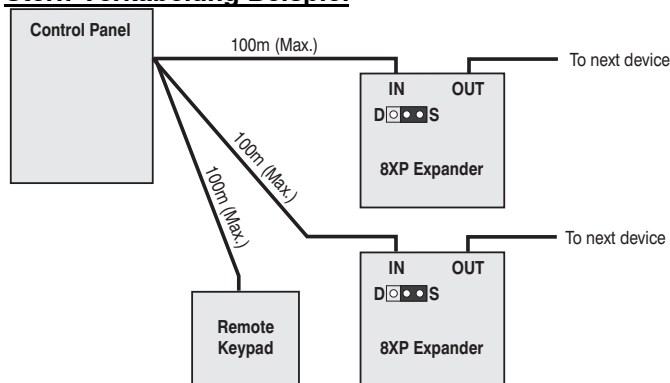 Control Panel
100m (Max.)
To next device
IN OUT
D S
8XP Expander
100m (Max.)
100m (Max.)
To next device
IN OUT
D S
8XP Expander
Remote
Keypad